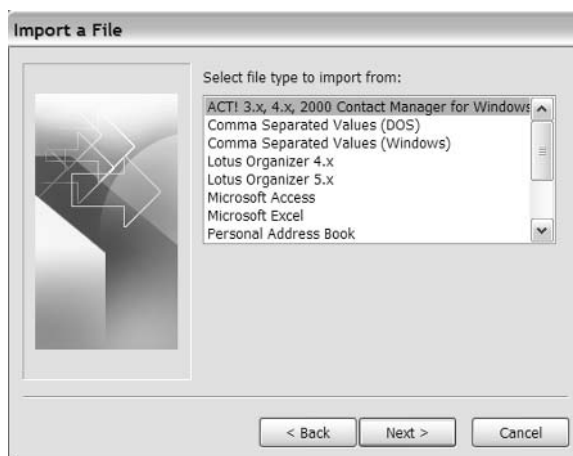 Import a File
Select file type to import from:
ACT! 3.x, 4.x, 2000 Contact Manager for Windows
Comma Separated Values (DOS)
Comma Separated Values (Windows)
Lotus Organizer 4.x
Lotus Organizer 5.x
Microsoft Access
Microsoft Excel
Personal Address Book
< Back Next > Cancel